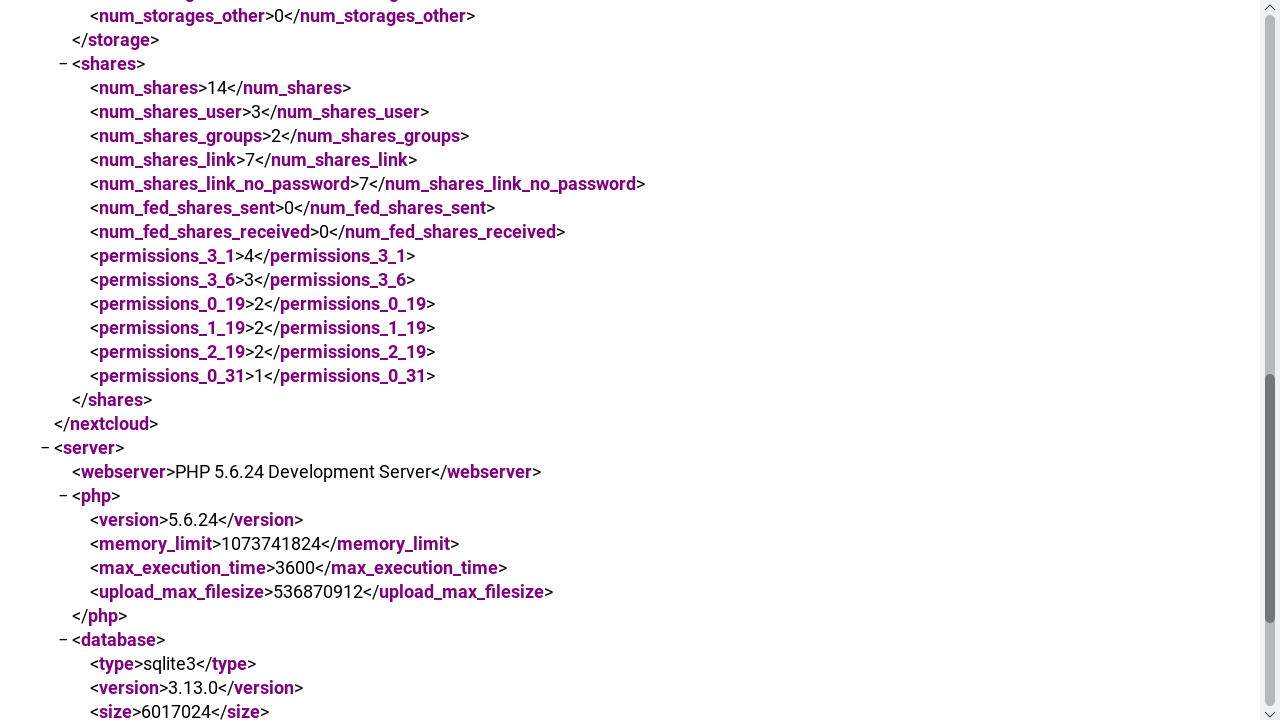 <num_storages_other>0</num_storages_other>
</storage>
−<shares>
<num_shares>14</num_shares>
<num_shares_user>3</num_shares_user>
<num_shares_groups>2</num_shares_groups>
<num_shares_link>7</num_shares_link>
<num_shares_link_no_password>7</num_shares_link_no_password>
<num_fed_shares_sent>0</num_fed_shares_sent>
<num_fed_shares_received>0</num_fed_shares_received>
<permissions_3_1>4</permissions_3_1>
<permissions_3_6>3</permissions_3_6>
<permissions_0_19>2</permissions_0_19>
<permissions_1_19>2</permissions_1_19>
<permissions_2_19>2</permissions_2_19>
<permissions_0_31>1</permissions_0_31>
</shares>
</nextcloud>
−<server>
<webserver>PHP 5.6.24 Development Server</webserver>
−<php>
<version>5.6.24</version>
<memory_limit>1073741824</memory_limit>
<max_execution_time>3600</max_execution_time>
<upload_max_filesize>536870912</upload_max_filesize>
</php>
−<database>
<type>sqlite3</type>
<version>3.13.0</version>
<size>6017024</size>